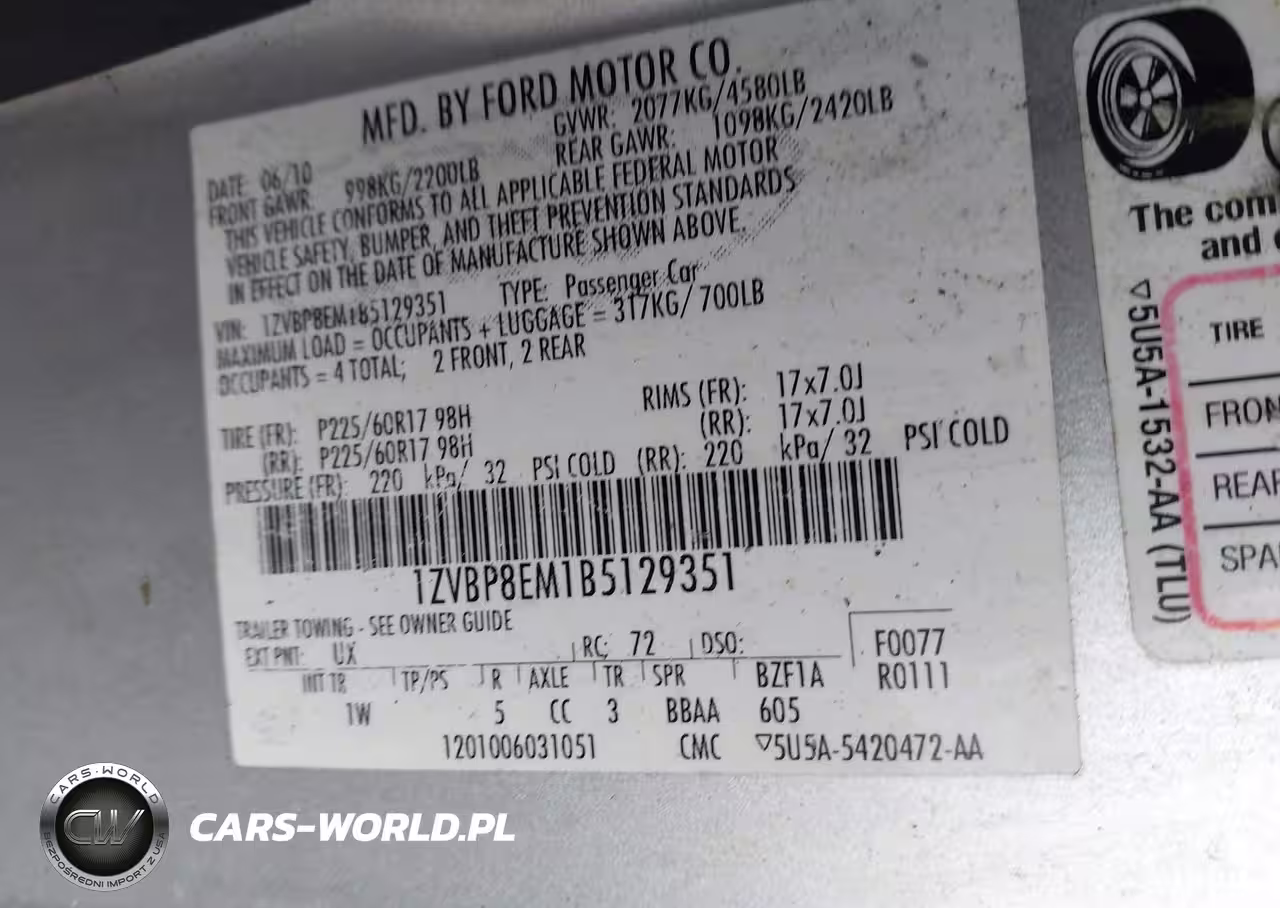 MFD. BY FORD MOTOR CO.
DATE: 06/10 GVWR: 2077KG/4580LB
FRONT GAWR: 998KG/2200LB REAR GAWR: 1098KG/2420LB
THIS VEHICLE CONFORMS TO ALL APPLICABLE FEDERAL MOTOR
VEHICLE SAFETY, BUMPER, AND THEFT PREVENTION STANDARDS
IN EFFECT ON THE DATE OF MANUFACTURE SHOWN ABOVE.
VIN: 1ZVBP8EM1B5129351 TYPE: Passenger Car
MAXIMUM LOAD = OCCUPANTS + LUGGAGE = 317KG/ 700LB
OCCUPANTS = 4 TOTAL; 2 FRONT, 2 REAR
TIRE (FR): P225/60R17 98H RIMS (FR): 17x7.0J
(RR): P225/60R17 98H (RR): 17x7.0J
PRESSURE (FR): 220 kPa/ 32 PSI COLD (RR): 220 kPa/ 32 PSI COLD
1ZVBP8EM1B5129351
TRAILER TOWING - SEE OWNER GUIDE
EXT PNT: UX RC: 72 DSO: F0077
INT TR TP/PS R AXLE TR SPR BZF1A R0111
1W 5 CC 3 BBAA 605
1201006031051 CMC ▽5U5A-5420472-AA
The com
and
▽5U5A-1532-AA (TLU)
TIRE
FRON
REAR
SPA
CARS-WORLD
CW
BEZPOŚREDNI IMPORT Z USA
CARS-WORLD.PL